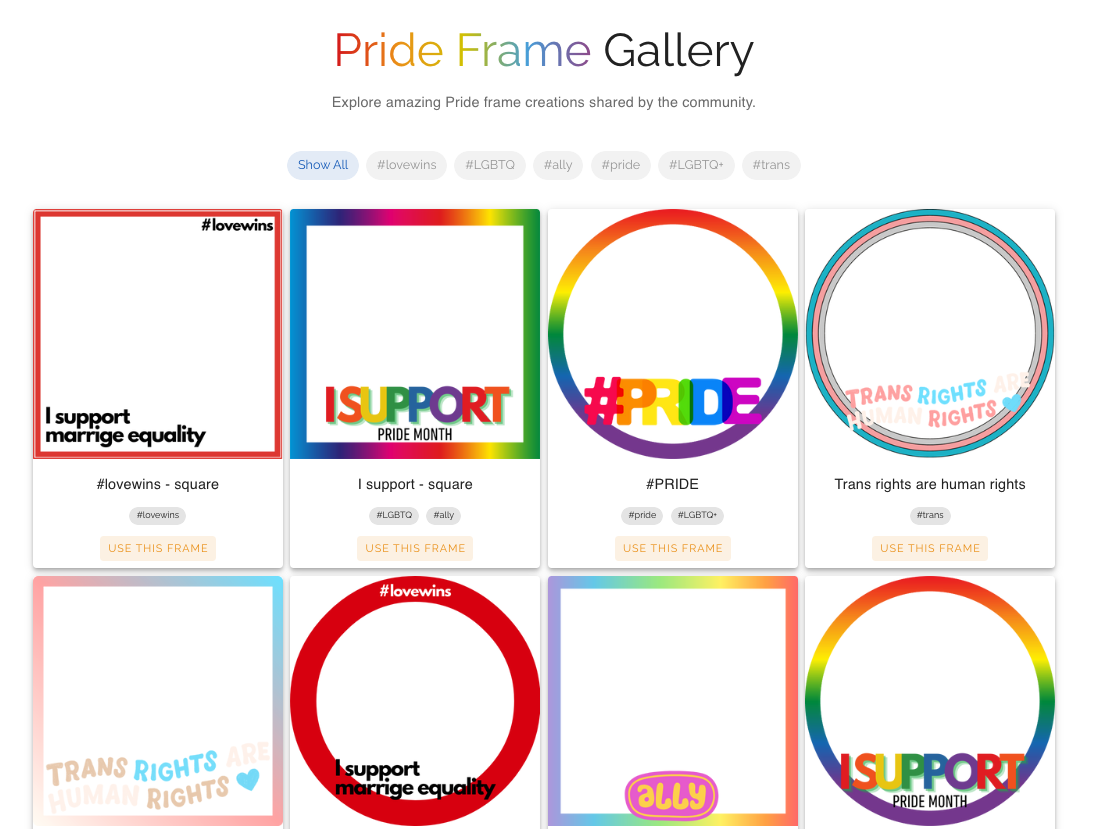 Pride Frame Gallery
Explore amazing Pride frame creations shared by the community.
Show All
#lovewins
#LGBTQ
#ally
#pride
#LGBTQ+
#trans
#lovewins
I support
marrige equality
#lovewins - square
#lovewins
USE THIS FRAME
I SUPPORT
PRIDE MONTH
I support - square
#LGBTQ
#ally
USE THIS FRAME
#PRIDE
#PRIDE
#pride
#LGBTQ+
USE THIS FRAME
TRANS RIGHTS ARE
HUMAN RIGHTS
Trans rights are human rights
#trans
USE THIS FRAME
TRANS RIGHTS ARE
HUMAN RIGHTS
#lovewins
I support
marrige equality
ally
I SUPPORT
PRIDE MONTH